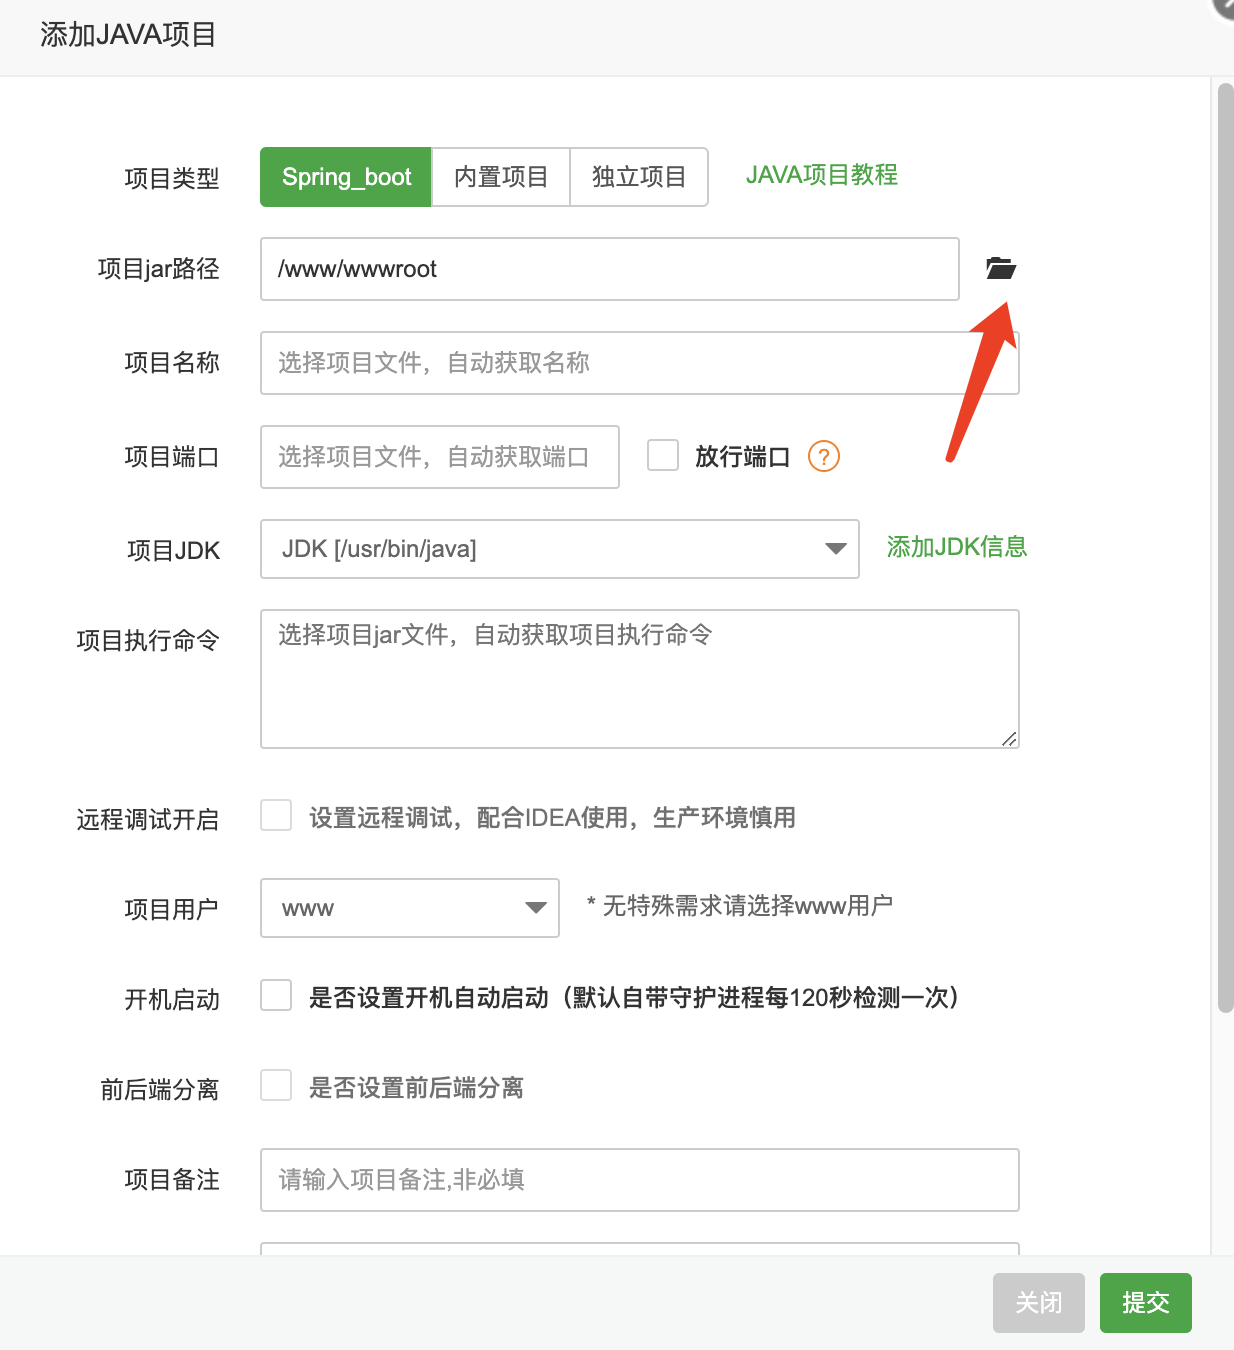 添加JAVA项目
项目类型 Spring_boot 内置项目 独立项目 JAVA项目教程
项目jar路径 /www/wwwroot
项目名称 选择项目文件，自动获取名称
项目端口 选择项目文件，自动获取端口 放行端口 ?
项目JDK JDK [/usr/bin/java] 添加JDK信息
项目执行命令 选择项目jar文件，自动获取项目执行命令
远程调试开启 设置远程调试，配合IDEA使用，生产环境慎用
项目用户 www * 无特殊需求请选择www用户
开机启动 是否设置开机自动启动（默认自带守护进程每120秒检测一次）
前后端分离 是否设置前后端分离
项目备注 请输入项目备注,非必填
关闭 提交